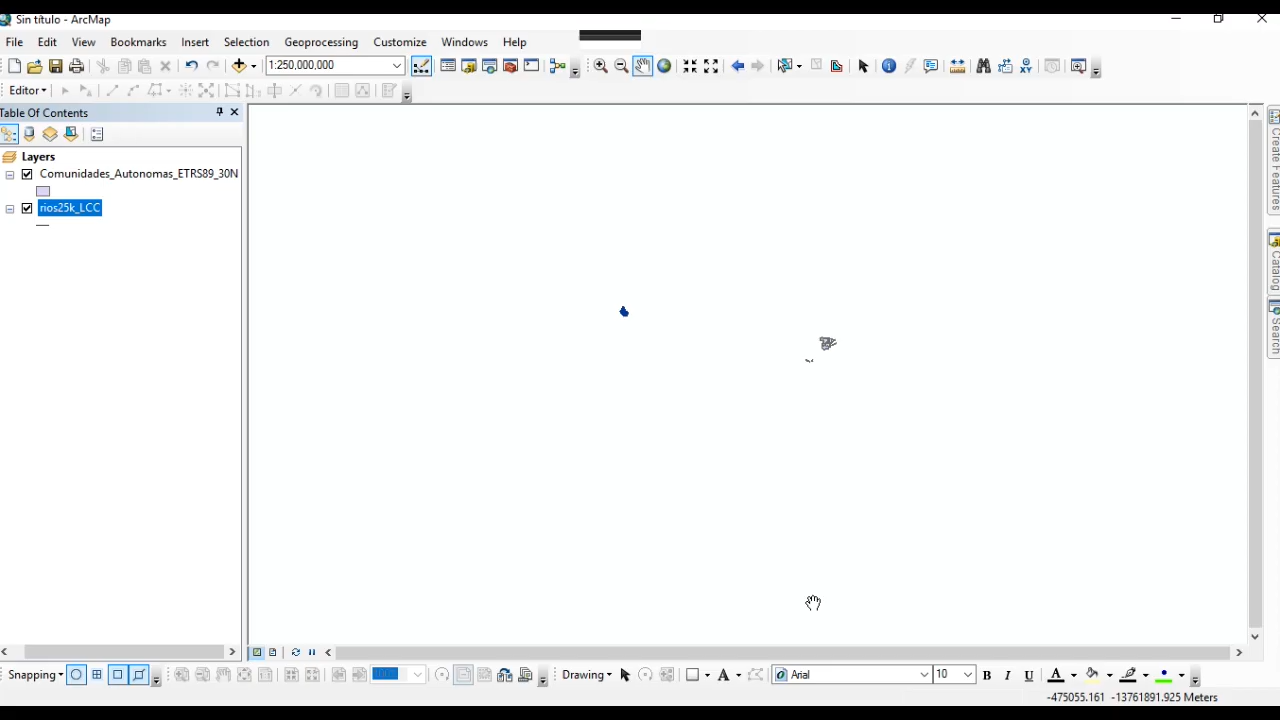 Sin título - ArcMap
File Edit View Bookmarks Insert Selection Geoprocessing Customize Windows Help
1:250,000,000
Editor
Table Of Contents
Layers
Comunidades_Autonomas_ETRS89_30N
rios25k_LCC
Create Features
Catalog
Search
Snapping Drawing Arial 10 B I U A
-475055.161 -13761891.925 Meters